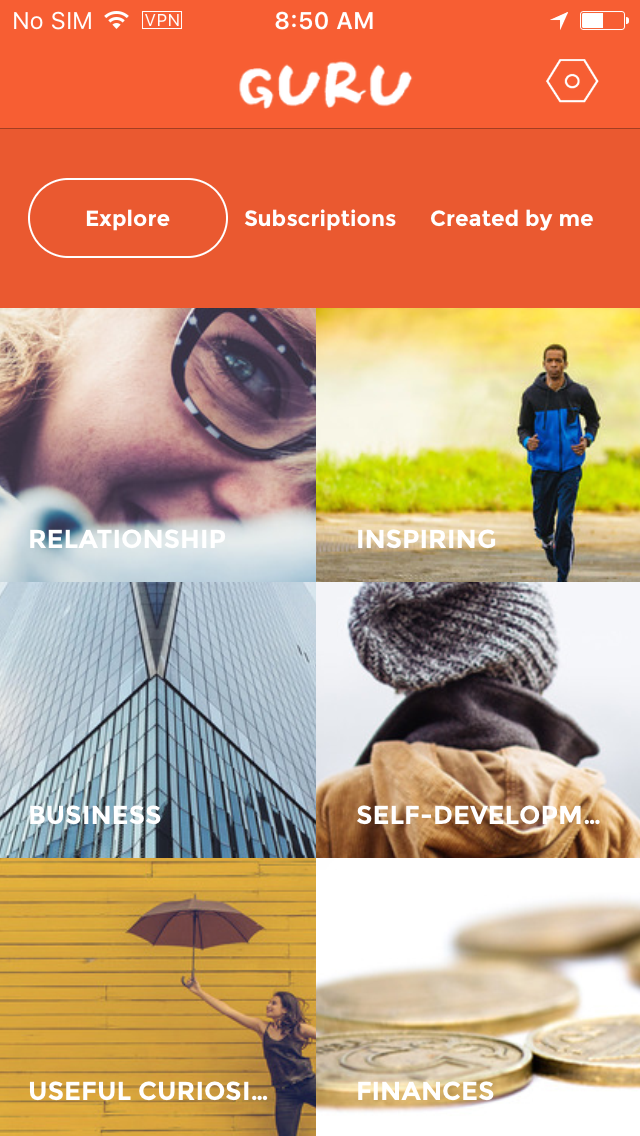 No SIM VPN 8:50 AM
GURU
Explore Subscriptions Created by me
RELATIONSHIP INSPIRING
BUSINESS SELF-DEVELOPM...
USEFUL CURIOSI... FINANCES